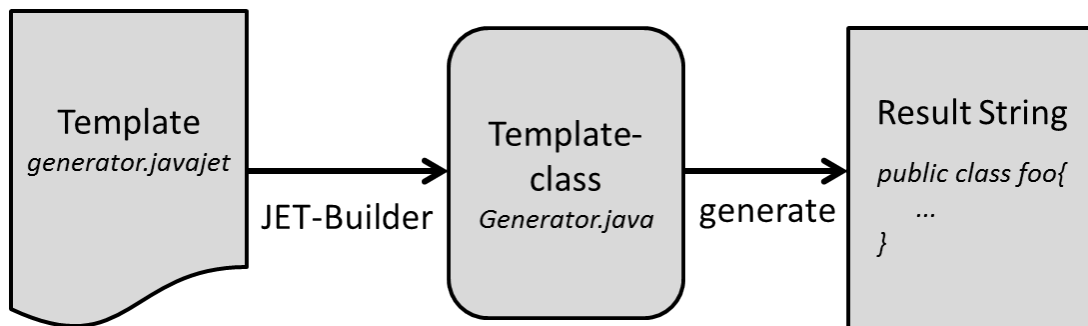 Template
generator.javajet
JET-Builder
Template-
class
Generator.java
generate
Result String
public class foo{
...
}